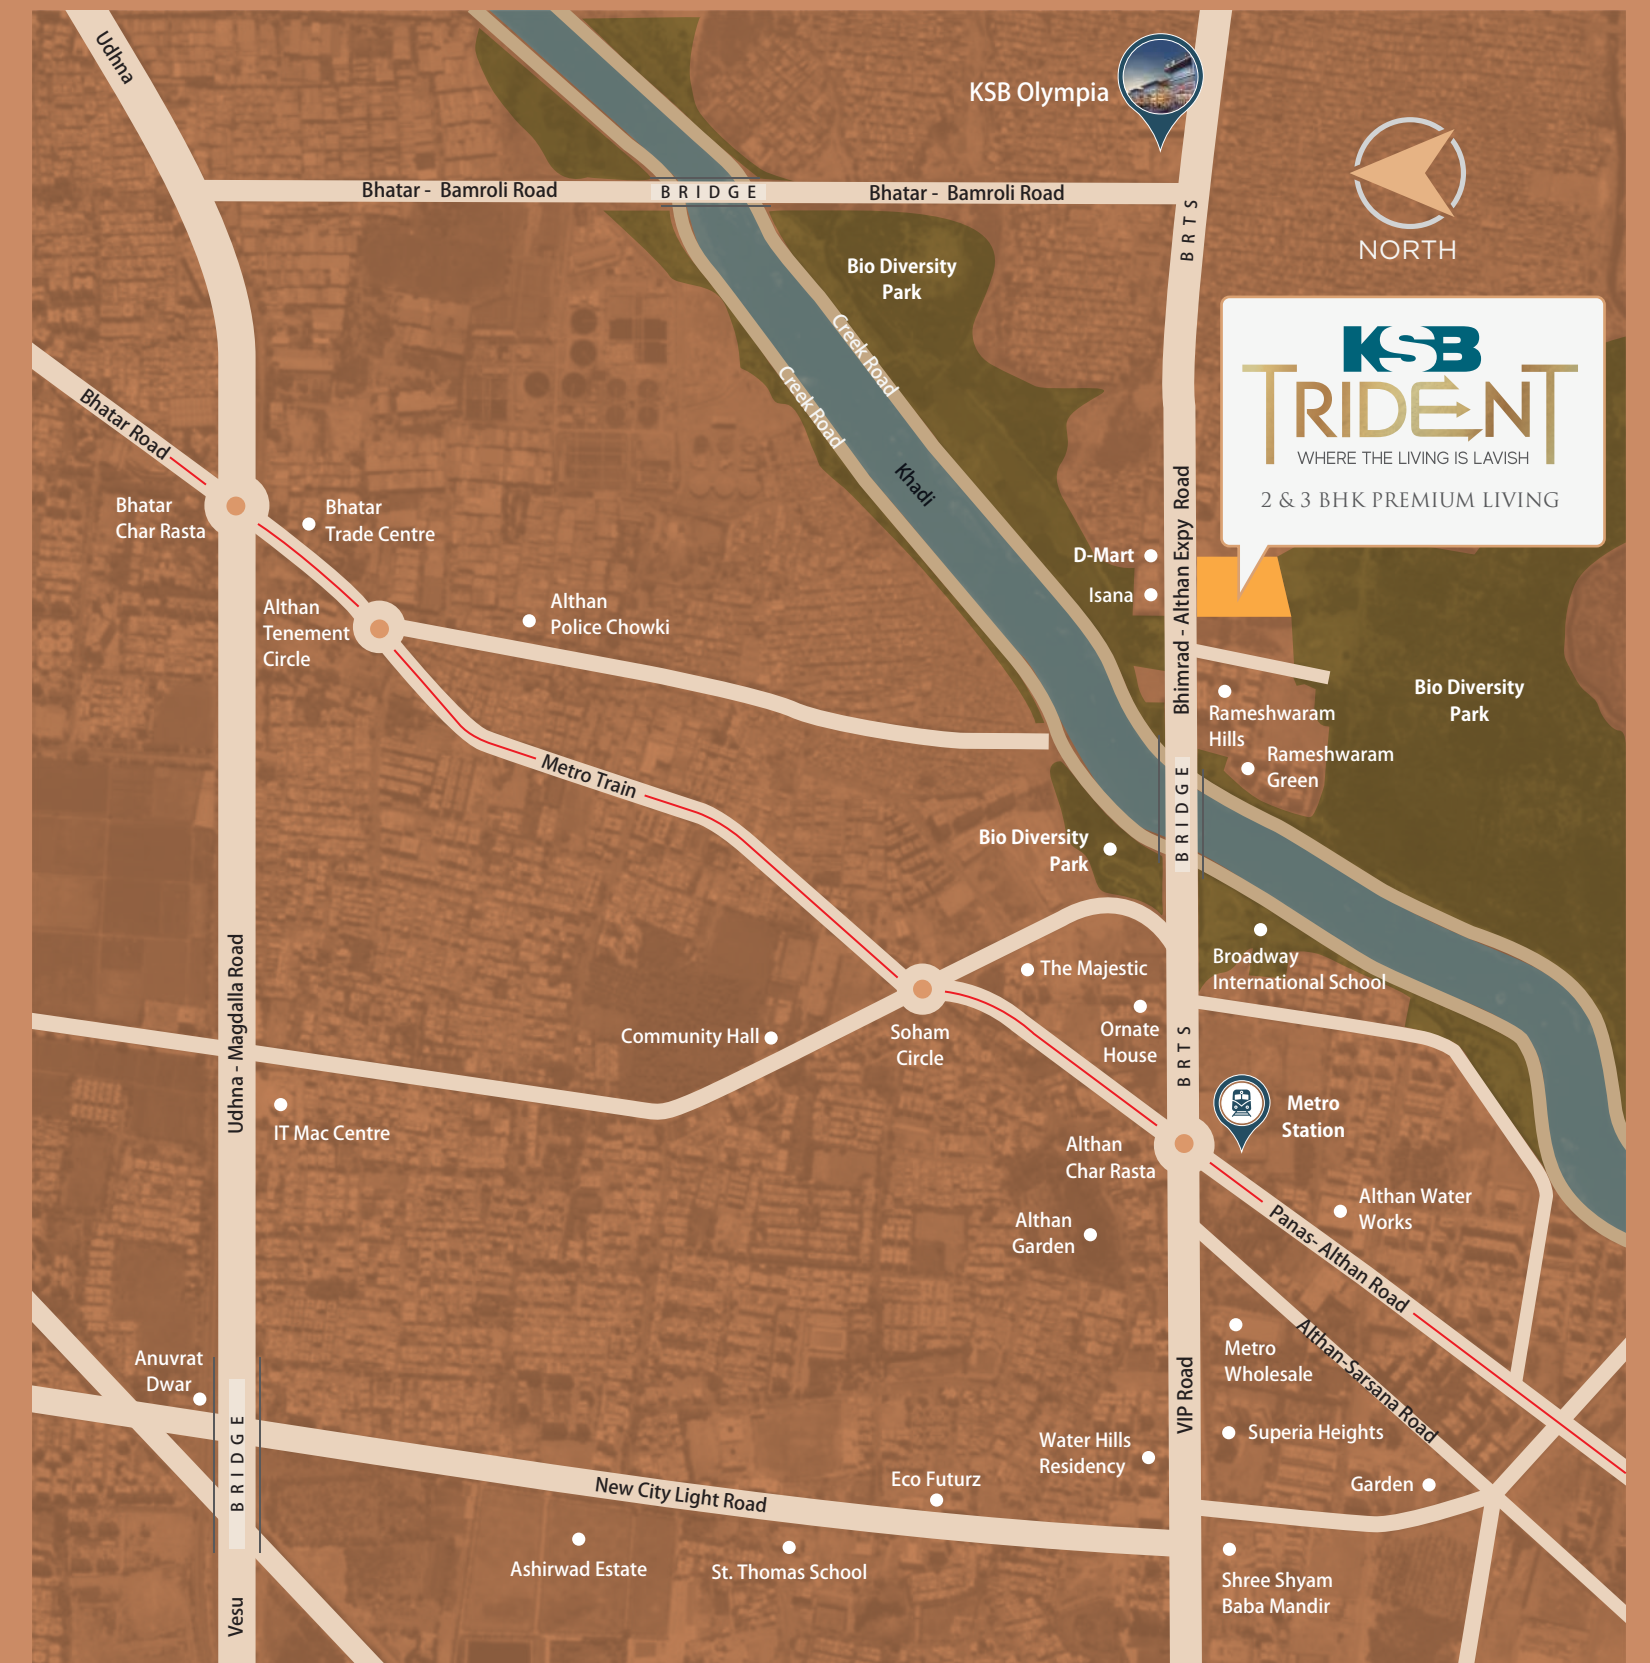 Udhna
KSB Olympia
Bhatar - Bamroli Road
BRIDGE
Bhatar - Bamroli Road
BRTS
NORTH
Bio Diversity
Park
Creek Road
Creek Road
Khadi
KSB
TRIDENT
WHERE THE LIVING IS LAVISH
2 & 3 BHK PREMIUM LIVING
Bhatar Road
Bhatar
Char Rasta
Bhatar
Trade Centre
D-Mart
Isana
Bhimrad - Althan Expy Road
Althan
Tenement
Circle
Althan
Police Chowki
Rameshwaram
Hills
Rameshwaram
Green
Bio Diversity
Park
Metro Train
BRIDGE
Bio Diversity
Park
Broadway
International School
The Majestic
Ornate
House
Soham
Circle
Community Hall
BRTS
Udhna - Magdalla Road
IT Mac Centre
Metro
Station
Althan
Char Rasta
Althan Water
Works
Althan
Garden
Panas- Althan Road
Althan-Sarsana Road
Metro
Wholesale
VIP Road
Anuvrat
Dwar
BRIDGE
Superia Heights
Water Hills
Residency
Garden
Eco Futurz
New City Light Road
Ashirwad Estate
St. Thomas School
Shree Shyam
Baba Mandir
Vesu